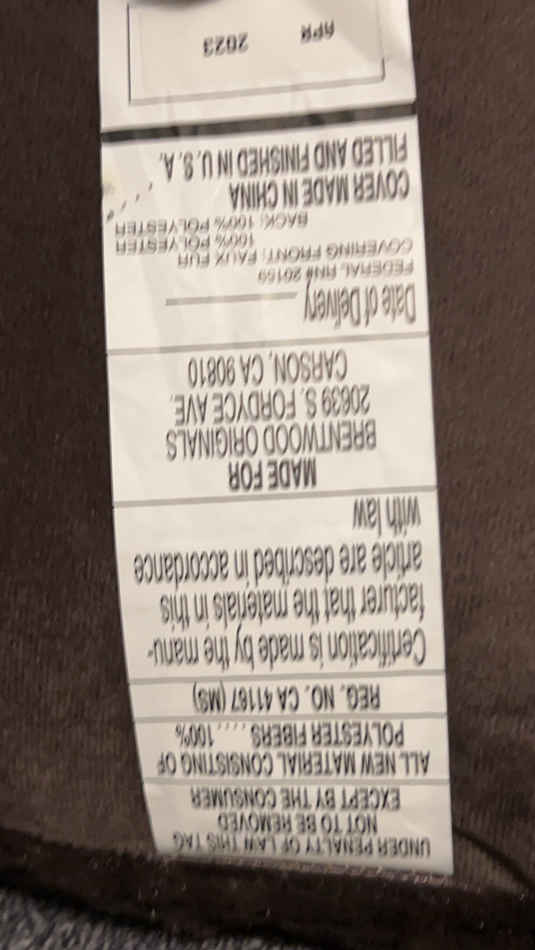 UNDER PENALTY OF LAW THIS TAG
NOT TO BE REMOVED
EXCEPT BY THE CONSUMER
ALL NEW MATERIAL CONSISTING OF
POLYESTER FIBERS . . . . 100%
REG. NO. CA 41167 (MS)
Certification is made by the manu-
facturer that the materials in this
article are described in accordance
with law
MADE FOR
BRENTWOOD ORIGINALS
20639 S. FORDYCE AVE.
CARSON, CA 90810
Date of Delivery
FEDERAL RN# 20159
COVERING FRONT: FAUX FUR
100% POLYESTER
BACK: 100% POLYESTER
COVER MADE IN CHINA
FILLED AND FINISHED IN U.S.A.
APR 2023